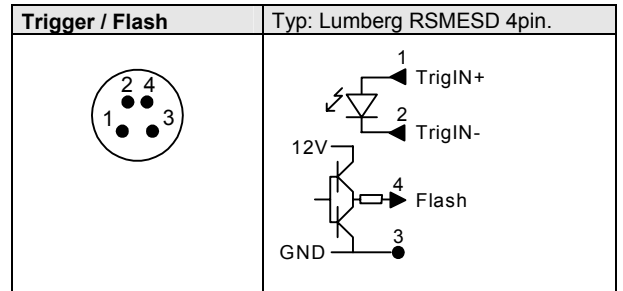 Trigger / Flash
Typ: Lumberg RSMESD 4pin.
2 4
1 3
1
TrigIN+
2
TrigIN-
12V
4
Flash
3
GND